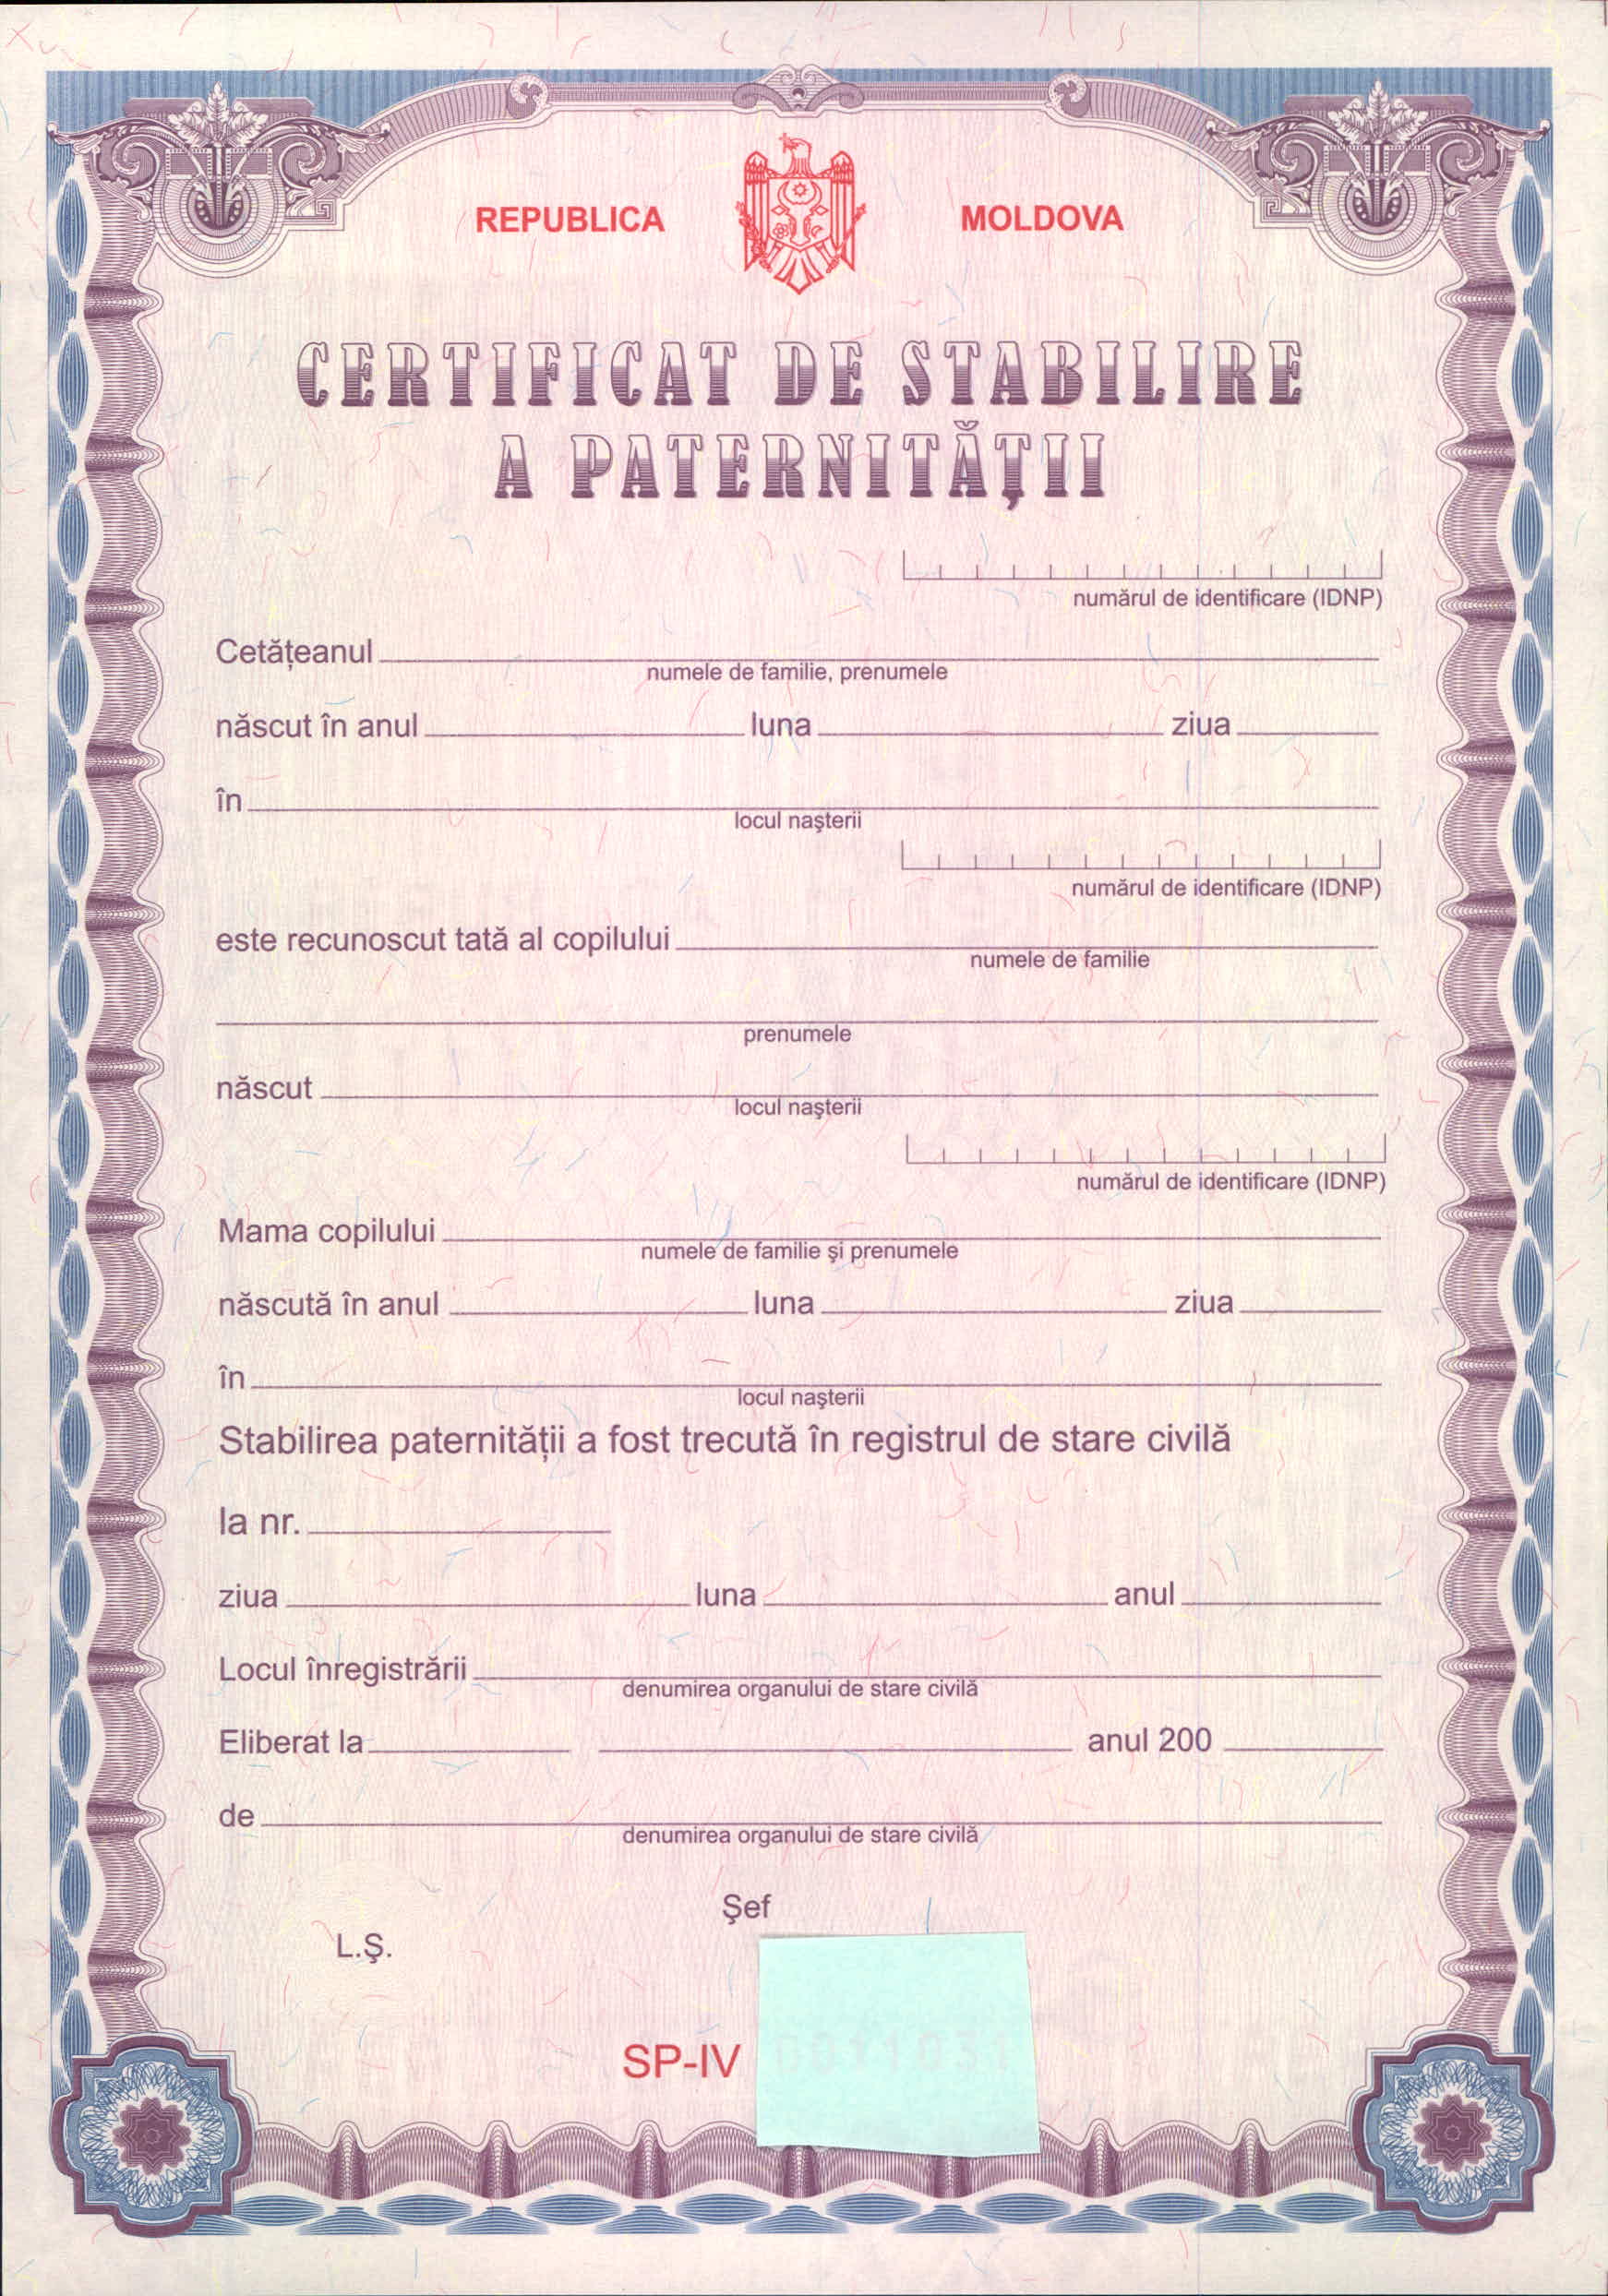 REPUBLICA MOLDOVA
CERTIFICAT DE STABILIRE
A PATERNITĂŢII
numărul de identificare (IDNP)
Cetăţeanul
numele de familie, prenumele
născut în anul luna ziua
în
locul naşterii
numărul de identificare (IDNP)
este recunoscut tată al copilului
numele de familie
prenumele
născut
locul naşterii
numărul de identificare (IDNP)
Mama copilului
numele de familie şi prenumele
născută în anul luna ziua
în
locul naşterii
Stabilirea paternităţii a fost trecută în registrul de stare civilă
la nr.
ziua luna anul
Locul înregistrării
denumirea organului de stare civilă
Eliberat la anul 200
de
denumirea organului de stare civilă
Şef
L.Ş.
SP-IV